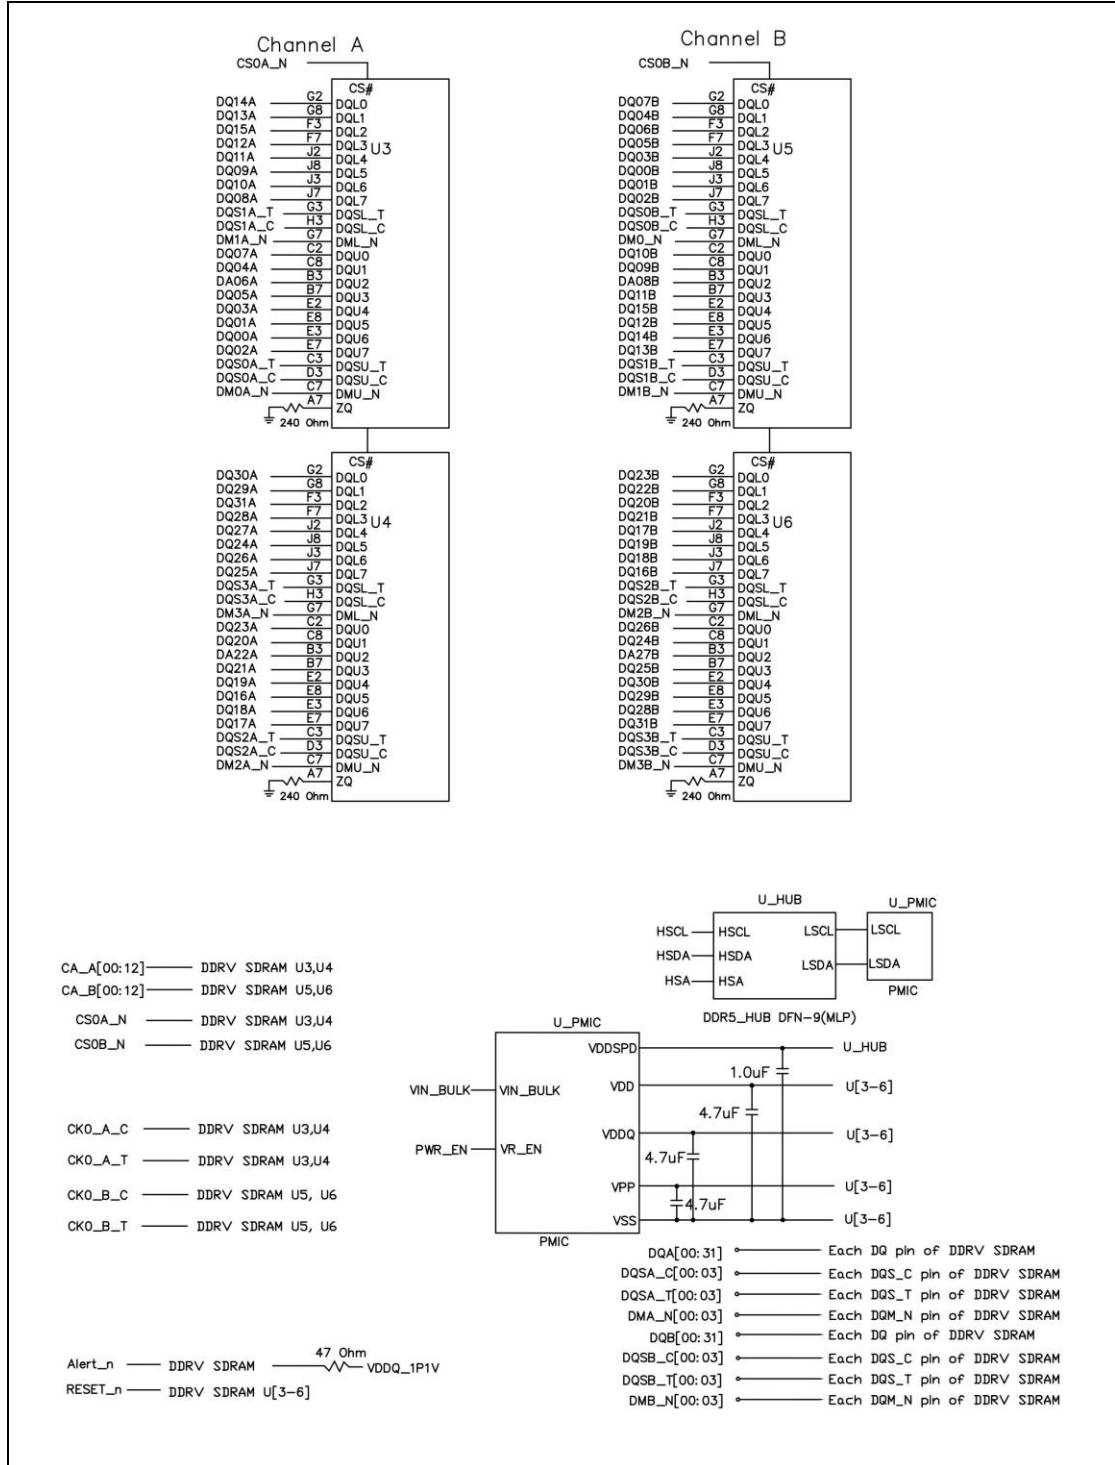 Channel A
CS0A_N
CS#
DQ14A G2 DQL0
DQ13A G8 DQL1
DQ15A F3 DQL2
DQ12A F7 DQL3 U3
DQ11A J2 DQL4
DQ09A J8 DQL5
DQ10A J3 DQL6
DQ08A J7 DQL7
DQS1A_T G3 DQSL_T
DQS1A_C H3 DQSL_C
DM1A_N G7 DML_N
DQ07A C2 DQU0
DQ04A C8 DQU1
DA06A B3 DQU2
DQ05A B7 DQU3
DQ03A E2 DQU4
DQ01A E8 DQU5
DQ00A E3 DQU6
DQ02A E7 DQU7
DQS0A_T C3 DQSU_T
DQS0A_C D3 DQSU_C
DM0A_N C7 DMU_N
A7 ZQ
240 Ohm
CS#
DQ30A G2 DQL0
DQ29A G8 DQL1
DQ31A F3 DQL2
DQ28A F7 DQL3 U4
DQ27A J2 DQL4
DQ24A J8 DQL5
DQ26A J3 DQL6
DQ25A J7 DQL7
DQS3A_T G3 DQSL_T
DQS3A_C H3 DQSL_C
DM3A_N G7 DML_N
DQ23A C2 DQU0
DQ20A C8 DQU1
DA22A B3 DQU2
DQ21A B7 DQU3
DQ19A E2 DQU4
DQ16A E8 DQU5
DQ18A E3 DQU6
DQ17A E7 DQU7
DQS2A_T C3 DQSU_T
DQS2A_C D3 DQSU_C
DM2A_N C7 DMU_N
A7 ZQ
240 Ohm
Channel B
CS0B_N
CS#
DQ07B G2 DQL0
DQ04B G8 DQL1
DQ06B F3 DQL2
DQ05B F7 DQL3 U5
DQ03B J2 DQL4
DQ00B J8 DQL5
DQ01B J3 DQL6
DQ02B J7 DQL7
DQS0B_T G3 DQSL_T
DQS0B_C H3 DQSL_C
DM0_N G7 DML_N
DQ10B C2 DQU0
DQ09B C8 DQU1
DA08B B3 DQU2
DQ11B B7 DQU3
DQ15B E2 DQU4
DQ12B E8 DQU5
DQ14B E3 DQU6
DQ13B E7 DQU7
DQS1B_T C3 DQSU_T
DQS1B_C D3 DQSU_C
DM1B_N C7 DMU_N
A7 ZQ
240 Ohm
CS#
DQ23B G2 DQL0
DQ22B G8 DQL1
DQ20B F3 DQL2
DQ21B F7 DQL3 U6
DQ17B J2 DQL4
DQ19B J8 DQL5
DQ18B J3 DQL6
DQ16B J7 DQL7
DQS2B_T G3 DQSL_T
DQS2B_C H3 DQSL_C
DM2B_N G7 DML_N
DQ26B C2 DQU0
DQ24B C8 DQU1
DA27B B3 DQU2
DQ25B B7 DQU3
DQ30B E2 DQU4
DQ29B E8 DQU5
DQ28B E3 DQU6
DQ31B E7 DQU7
DQS3B_T C3 DQSU_T
DQS3B_C D3 DQSU_C
DM3B_N C7 DMU_N
A7 ZQ
240 Ohm
CA_A[00:12] DDRV SDRAM U3,U4
CA_B[00:12] DDRV SDRAM U5,U6
CS0A_N DDRV SDRAM U3,U4
CS0B_N DDRV SDRAM U5,U6
CK0_A_C DDRV SDRAM U3,U4
CK0_A_T DDRV SDRAM U3,U4
CK0_B_C DDRV SDRAM U5, U6
CK0_B_T DDRV SDRAM U5, U6
Alert_n DDRV SDRAM 47 Ohm VDDQ_1P1V
RESET_n DDRV SDRAM U[3-6]
U_HUB U_PMIC
HSCL HSCL LSCL LSCL
HSDA HSDA LSDA LSDA
HSA HSA
PMIC
DDR5_HUB DFN-9(MLP)
U_PMIC
VDDSPD U_HUB
1.0uF
VIN_BULK VIN_BULK VDD U[3-6]
4.7uF
VDDQ U[3-6]
PWR_EN VR_EN 4.7uF
VPP U[3-6]
4.7uF
VSS U[3-6]
PMIC
DQA[00:31] Each DQ pin of DDRV SDRAM
DQSA_C[00:03] Each DQS_C pin of DDRV SDRAM
DQSA_T[00:03] Each DQS_T pin of DDRV SDRAM
DMA_N[00:03] Each DQM_N pin of DDRV SDRAM
DQB[00:31] Each DQ pin of DDRV SDRAM
DQSB_C[00:03] Each DQS_C pin of DDRV SDRAM
DQSB_T[00:03] Each DQS_T pin of DDRV SDRAM
DMB_N[00:03] Each DQM_N pin of DDRV SDRAM